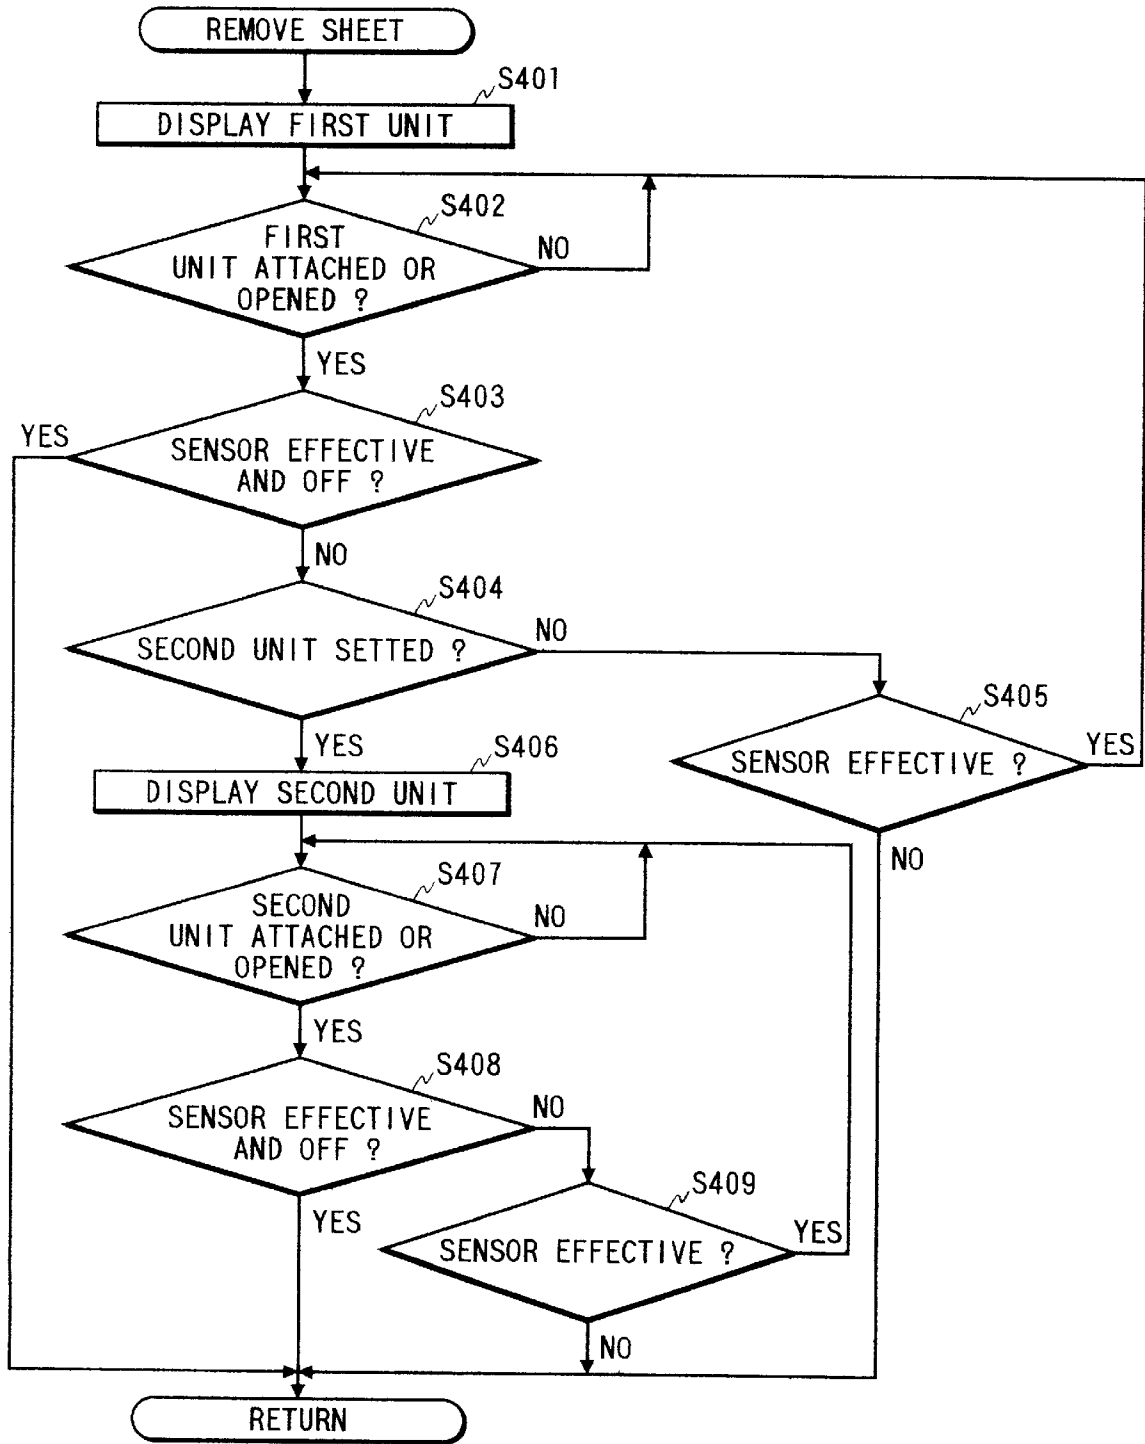 REMOVE SHEET
S401
DISPLAY FIRST UNIT
S402
FIRST
UNIT ATTACHED OR
OPENED ?
NO
YES
S403
YES
SENSOR EFFECTIVE
AND OFF ?
NO
S404
SECOND UNIT SETTED ?
NO
S405
SENSOR EFFECTIVE ?
YES
NO
YES
S406
DISPLAY SECOND UNIT
S407
SECOND
UNIT ATTACHED OR
OPENED ?
NO
YES
S408
SENSOR EFFECTIVE
AND OFF ?
NO
YES
S409
SENSOR EFFECTIVE ?
YES
NO
RETURN